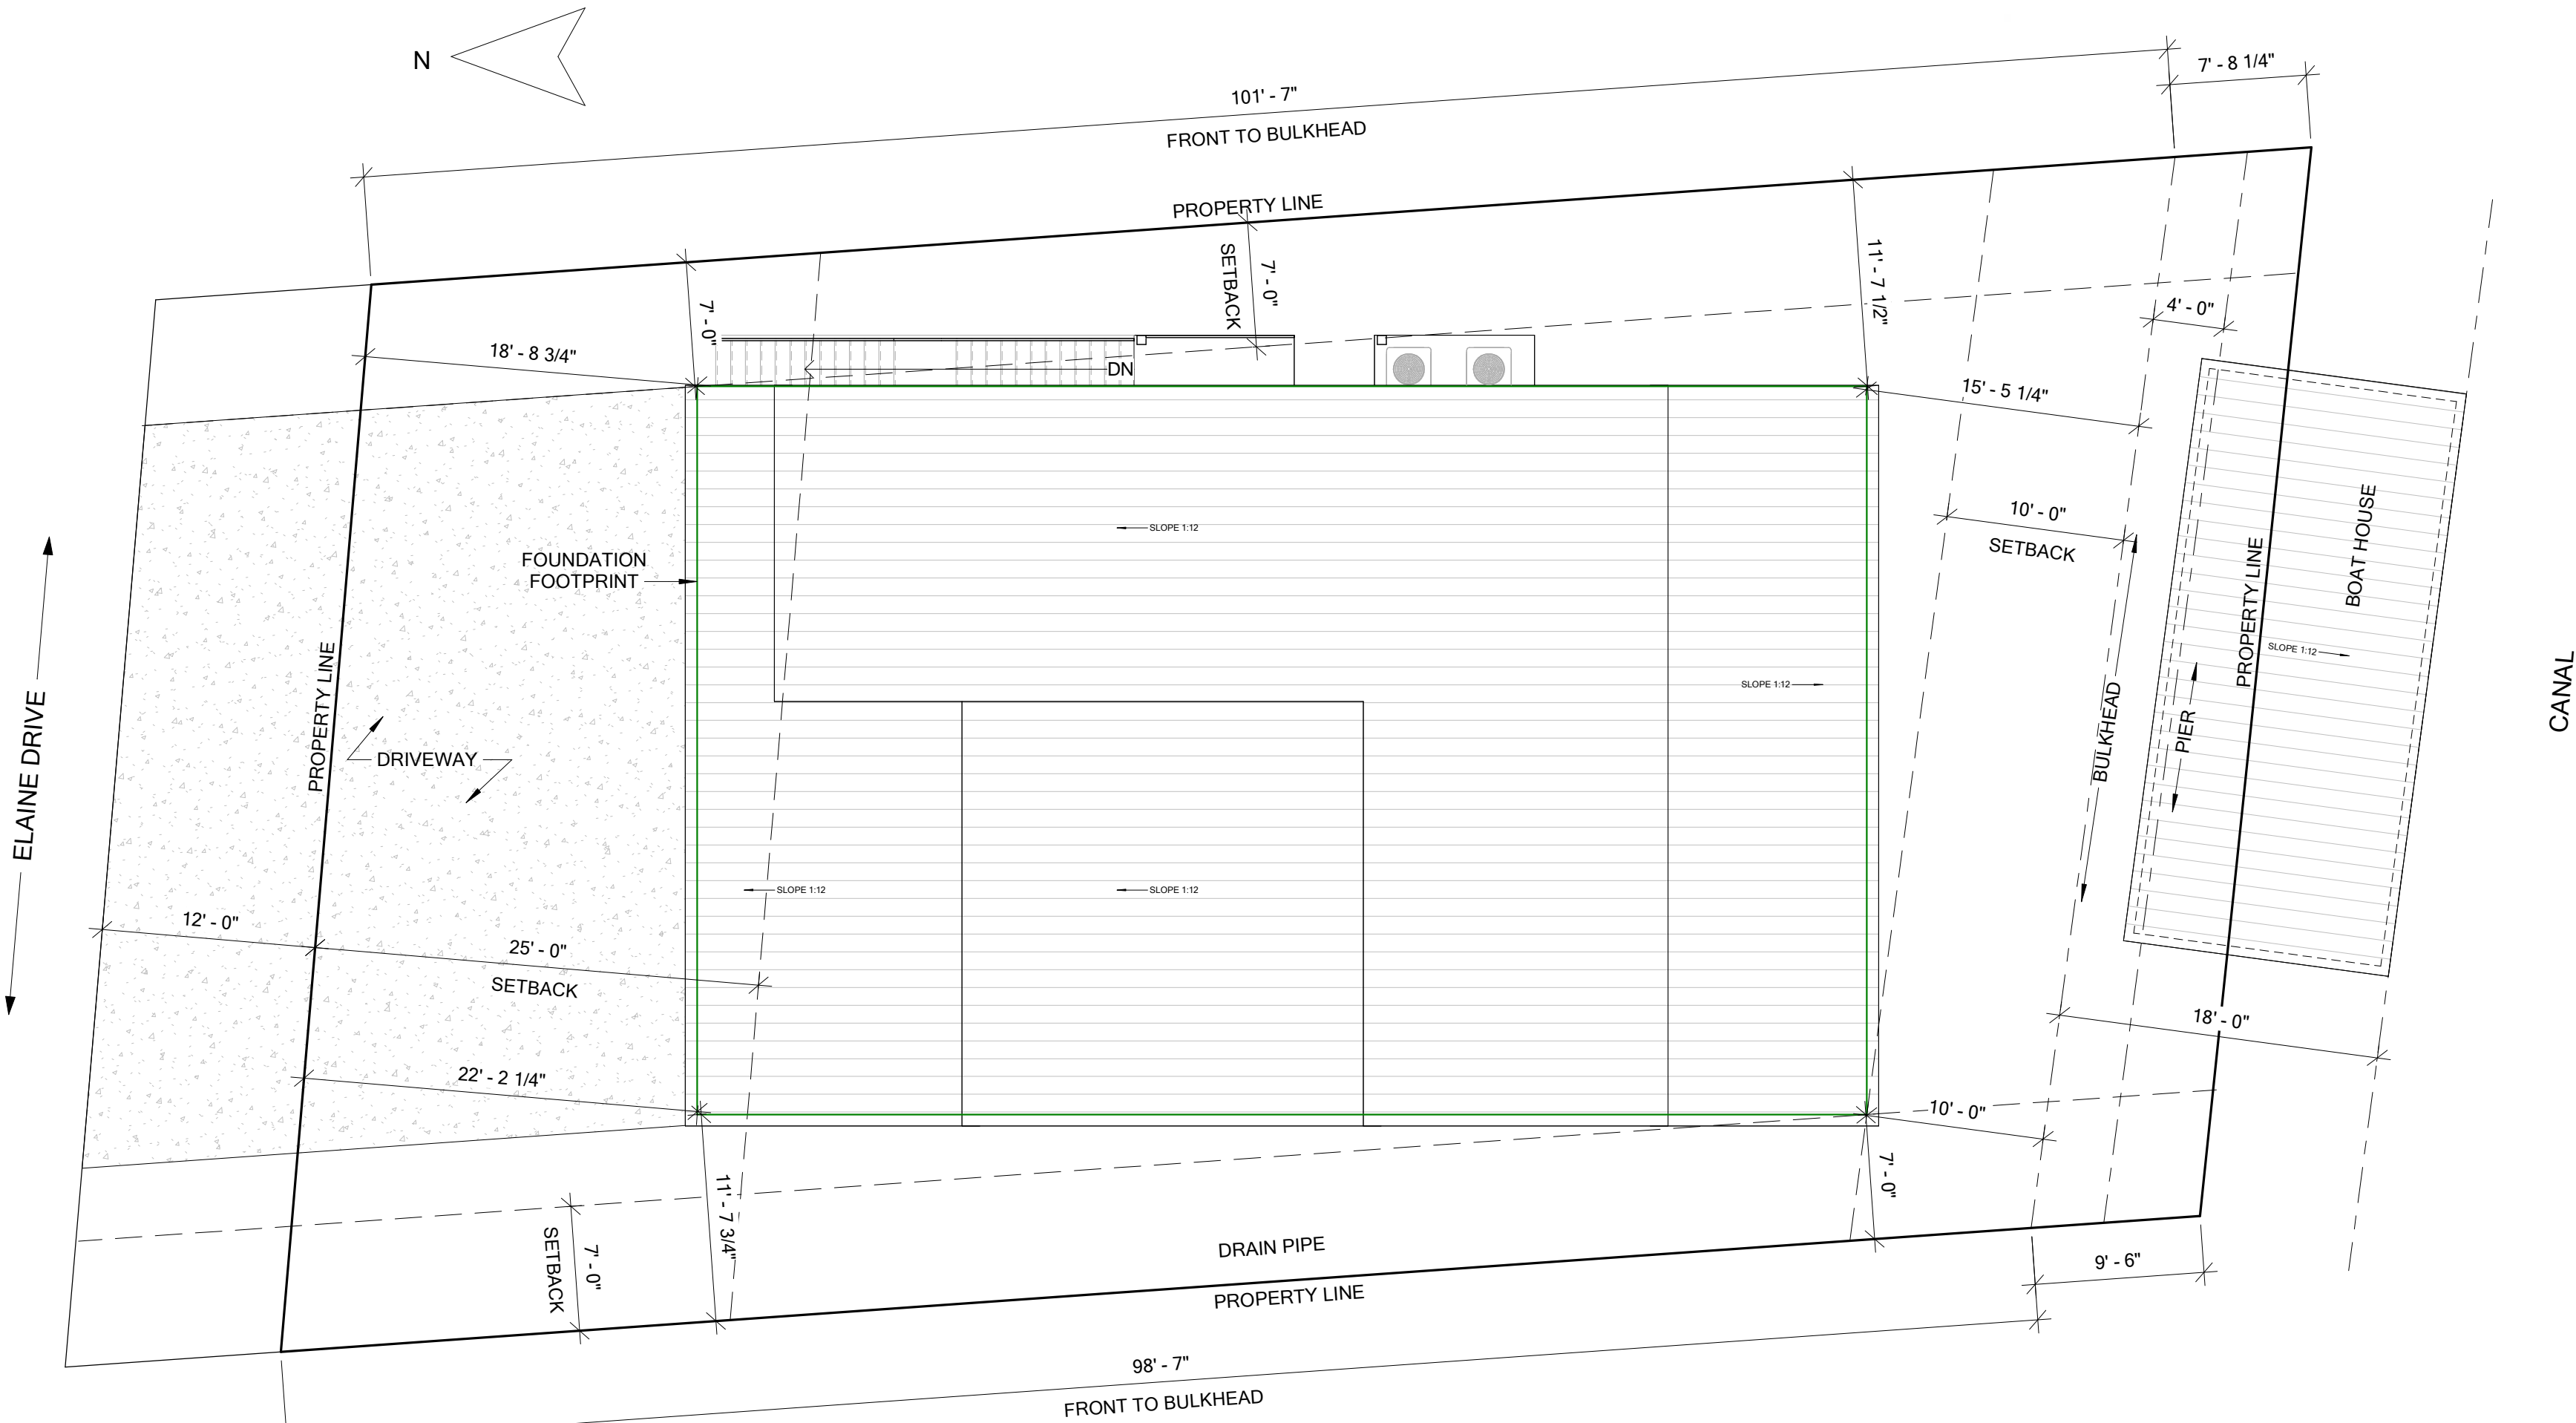 N
101' - 7"
FRONT TO BULKHEAD
7' - 8 1/4"
PROPERTY LINE
7' - 0"
SETBACK
7' - 0"
11' - 7 1/2"
18' - 8 3/4"
DN
4' - 0"
15' - 5 1/4"
10' - 0"
SETBACK
SLOPE 1:12
FOUNDATION
FOOTPRINT
BOAT HOUSE
PROPERTY LINE
SLOPE 1:12
SLOPE 1:12
CANAL
ELAINE DRIVE
PROPERTY LINE
DRIVEWAY
BULKHEAD
PIER
SLOPE 1:12
SLOPE 1:12
12' - 0"
25' - 0"
SETBACK
18' - 0"
22' - 2 1/4"
10' - 0"
7' - 0"
11' - 7 3/4"
SETBACK
7' - 0"
DRAIN PIPE
PROPERTY LINE
9' - 6"
98' - 7"
FRONT TO BULKHEAD